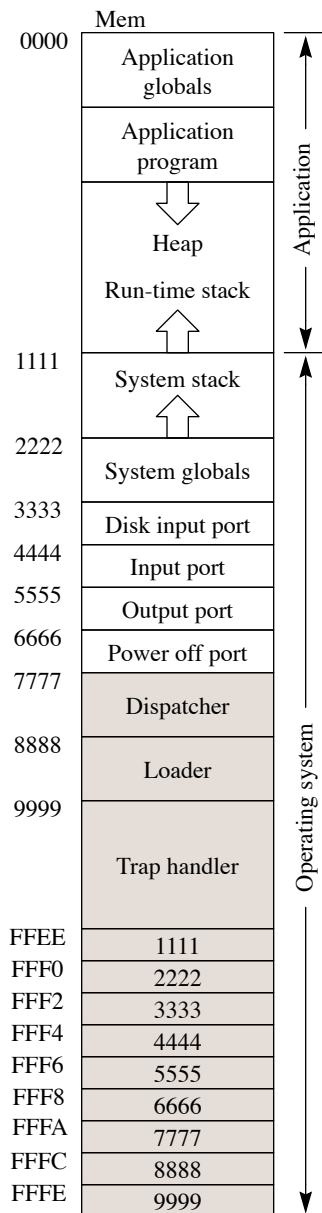 Mem
0000
Application
globals
Application
program
Heap
Run-time stack
Application
1111
System stack
2222
System globals
3333
Disk input port
4444
Input port
5555
Output port
6666
Power off port
7777
Dispatcher
8888
Loader
9999
Trap handler
Operating system
FFEE 1111
FFF0 2222
FFF2 3333
FFF4 4444
FFF6 5555
FFF8 6666
FFFA 7777
FFFC 8888
FFFE 9999